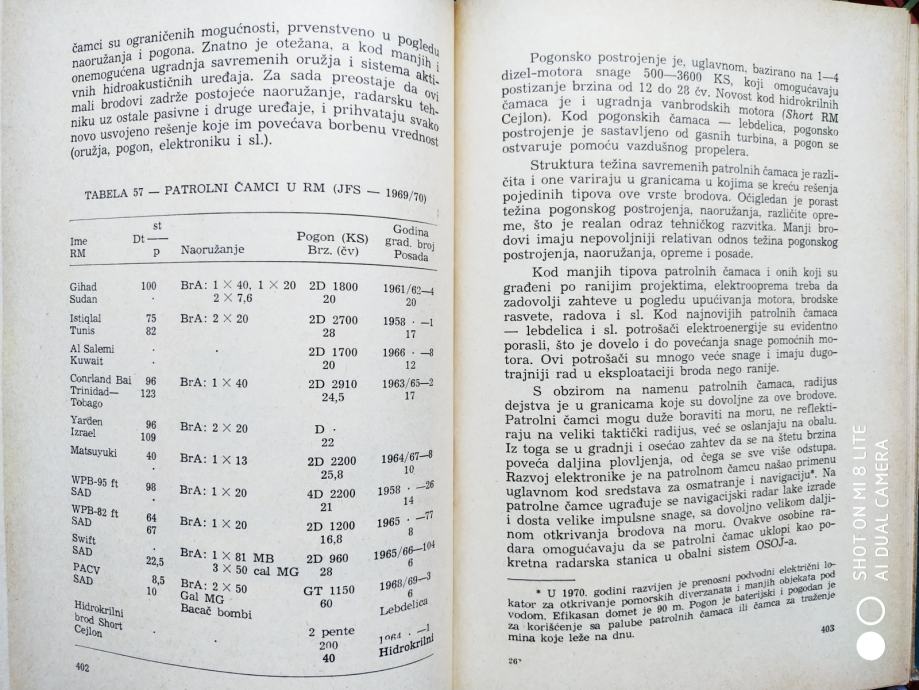 čamci su ograničenih mogućnosti, prvenstveno u pogledu
naoružanja i pogona. Znatno je otežana, a kod manjih i
onemogućena ugradnja savremenih oružja i sistema akti-
vnih hidroakustičnih uređaja. Za sada preostaje da ovi
mali brodovi zadrže postojeće naoružanje, radarsku teh-
niku uz ostale pasivne i druge uređaje, i prihvataju svako
novo usvojeno rešenje koje im povećava borbenu vrednost
(oružja, pogon, elektroniku i sl.).
TABELA 57 — PATROLNI ČAMCI U RM (JFS — 1969/70)
Ime RM Dt st/p Naoružanje Pogon (KS) Brz. (čv) Godina grad. broj Posada
Gihad 100 BrA: 1 × 40, 1 × 20 2D 1800 1961/62—4
Sudan · 2 × 7,6 20 20
Istiqlal 75 BrA: 2 × 20 2D 2700 1958 · —1
Tunis 82 28 17
Al Salemi · · 2D 1700 1966 · —8
Kuwait · 20 12
Conrland Bai 96 BrA: 1 × 40 2D 2910 1963/65—2
Trinidad— 123 24,5 17
Tobago
Yarden 96 BrA: 2 × 20 D ·
Izrael 109 22
Matsuyuki 40 BrA: 1 × 13 2D 2200 1964/67—8
· 25,8 10
WPB-95 ft 98 BrA: 1 × 20 4D 2200 1958 · —26
SAD 21 14
WPB-82 ft 64 BrA: 1 × 20 2D 1200 1965 · —77
SAD 67 16,8 8
Swift 22,5 BrA: 1 × 81 MB 2D 960 1965/66—104
SAD 3 × 50 cal MG 28 6
PACV 8,5 BrA: 2 × 50 GT 1150 1968/69—3
SAD 10 Gal MG 60 6
Bacač bombi Lebdelica
Hidrokrilni · 2 pente 1964 · —1
brod Short 200 Hidrokrilni
Cejlon 40
402
Pogonsko postrojenje je, uglavnom, bazirano na 1—4
dizel-motora snage 500—3600 KS, koji omogućavaju
postizanje brzina od 12 do 28 čv. Novost kod hidrokrilnih
čamaca je i ugradnja vanbrodskih motora (Short RM
Cejlon). Kod pogonskih čamaca — lebdelica, pogonsko
postrojenje je sastavljeno od gasnih turbina, a pogon se
ostvaruje pomoću vazdušnog propelera.
Struktura težina savremenih patrolnih čamaca je razli-
čita i one variraju u granicama u kojima se kreću rešenja
pojedinih tipova ove vrste brodova. Očigledan je porast
težina pogonskog postrojenja, naoružanja, različite opre-
me, što je realan odraz tehničkog razvitka. Manji bro-
dovi imaju nepovoljniji relativan odnos težina pogonskog
postrojenja, naoružanja, opreme i posade.
Kod manjih tipova patrolnih čamaca i onih koji su
građeni po ranijim projektima, elektrooprema treba da
zadovolji zahteve u pogledu upućivanja motora, brodske
rasvete, radova i sl. Kod najnovijih patrolnih čamaca
— lebdelica i sl. potrošači elektroenergije su evidentno
porasli, što je dovelo i do povećanja snage pomoćnih mo-
tora. Ovi potrošači su mnogo veće snage i imaju dugo-
trajniji rad u eksploataciji broda nego ranije.
S obzirom na namenu patrolnih čamaca, radijus
dejstva je u granicama koje su dovoljne za ove brodove.
Patrolni čamci mogu duže boraviti na moru, ne reflekti-
raju na veliki taktički radijus, već se oslanjaju na obalu.
Iz toga se u gradnji i osećao zahtev da se na štetu brzina
poveća daljina plovljenja, od čega se sve više odstupa.
Razvoj elektronike je na patrolnom čamcu našao primenu
uglavnom kod sredstava za osmatranje i navigaciju*. Na
patrolne čamce ugrađuje se navigacijski radar lake izrade
i dosta velike impulsne snage, sa dovoljno velikom dalji-
nom otkrivanja brodova na moru. Ovakve osobine ra-
dara omogućavaju da se patrolni čamac uklopi kao po-
kretna radarska stanica u obalni sistem OSOJ-a.
* U 1970. godini razvijen je prenosni podvodni električni lo-
kator za otkrivanje pomorskih diverzanata i manjih objekata pod
vodom. Efikasan domet je 90 m. Pogon je baterijski i pogodan je
za korišćenje sa palube patrolnih čamaca ili čamca za traženje
mina koje leže na dnu.
403
26*
SHOT ON MI 8 LITE
AI DUAL CAMERA